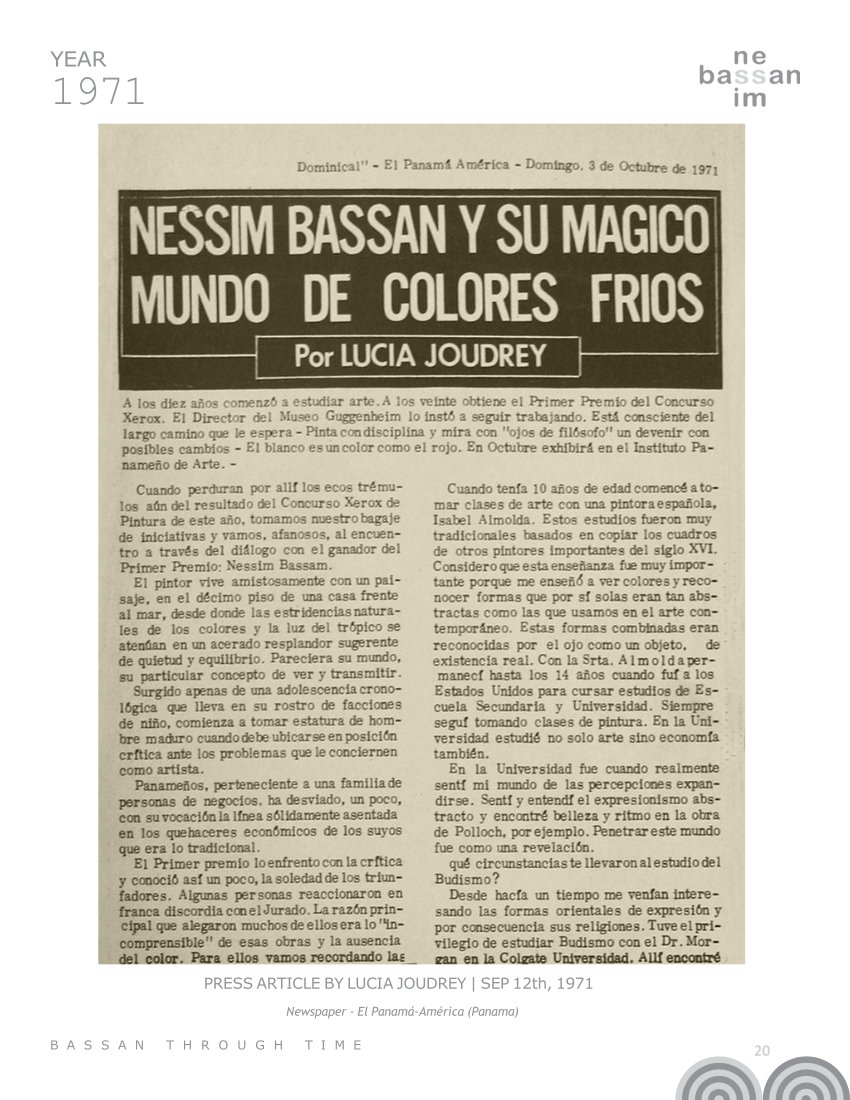 YEAR
1971
ne
bassan
im
Dominical" - El Panamá América - Domingo, 3 de Octubre de 1971
NESSIM BASSAN Y SU MAGICO
MUNDO DE COLORES FRIOS
Por LUCIA JOUDREY
A los diez años comenzó a estudiar arte. A los veinte obtiene el Primer Premio del Concurso
Xerox. El Director del Museo Guggenheim lo instó a seguir trabajando. Está consciente del
largo camino que le espera - Pinta con disciplina y mira con "ojos de filósofo" un devenir con
posibles cambios - El blanco es un color como el rojo. En Octubre exhibirá en el Instituto Pa-
nameño de Arte. -
Cuando perduran por allí los ecos trému-
los aún del resultado del Concurso Xerox de
Pintura de este año, tomamos nuestro bagaje
de iniciativas y vamos, afanosos, al encuen-
tro a través del diálogo con el ganador del
Primer Premio: Nessim Bassam.
El pintor vive amistosamente con un pai-
saje, en el décimo piso de una casa frente
al mar, desde donde las estridencias natura-
les de los colores y la luz del trópico se
atenúan en un acerado resplandor sugerente
de quietud y equilibrio. Pareciera su mundo,
su particular concepto de ver y transmitir.
Surgido apenas de una adolescencia crono-
lógica que lleva en su rostro de facciones
de niño, comienza a tomar estatura de hom-
bre maduro cuando debe ubicarse en posición
crítica ante los problemas que le conciernen
como artista.
Panameños, perteneciente a una familia de
personas de negocios, ha desviado, un poco,
con su vocación la línea sólidamente asentada
en los quehaceres económicos de los suyos
que era lo tradicional.
El Primer premio lo enfrento con la crítica
y conoció así un poco, la soledad de los triun-
fadores. Algunas personas reaccionaron en
franca discordia con el Jurado. La razón prin-
cipal que alegaron muchos de ellos era lo "in-
comprensible" de esas obras y la ausencia
del color. Para ellos vamos recordando las
Cuando tenía 10 años de edad comencé a to-
mar clases de arte con una pintora española,
Isabel Almolda. Estos estudios fueron muy
tradicionales basados en copiar los cuadros
de otros pintores importantes del siglo XVI.
Considero que esta enseñanza fue muy impor-
tante porque me enseñó a ver colores y reco-
nocer formas que por sí solas eran tan abs-
tractas como las que usamos en el arte con-
temporáneo. Estas formas combinadas eran
reconocidas por el ojo como un objeto, de
existencia real. Con la Srta. Almolda per-
manecí hasta los 14 años cuando fuí a los
Estados Unidos para cursar estudios de Es-
cuela Secundaria y Universidad. Siempre
seguí tomando clases de pintura. En la Uni-
versidad estudié no solo arte sino economía
también.
En la Universidad fue cuando realmente
sentí mi mundo de las percepciones expan-
dirse. Sentí y entendí el expresionismo abs-
tracto y encontré belleza y ritmo en la obra
de Polloch, por ejemplo. Penetrar este mundo
fue como una revelación.
qué circunstancias te llevaron al estudio del
Budismo?
Desde hacía un tiempo me venían intere-
sando las formas orientales de expresión y
por consecuencia sus religiones. Tuve el pri-
vilegio de estudiar Budismo con el Dr. Mor-
gan en la Colgate Universidad. Allí encontré
PRESS ARTICLE BY LUCIA JOUDREY | SEP 12th, 1971
Newspaper - El Panamá-América (Panama)
BASSAN THROUGH TIME
20